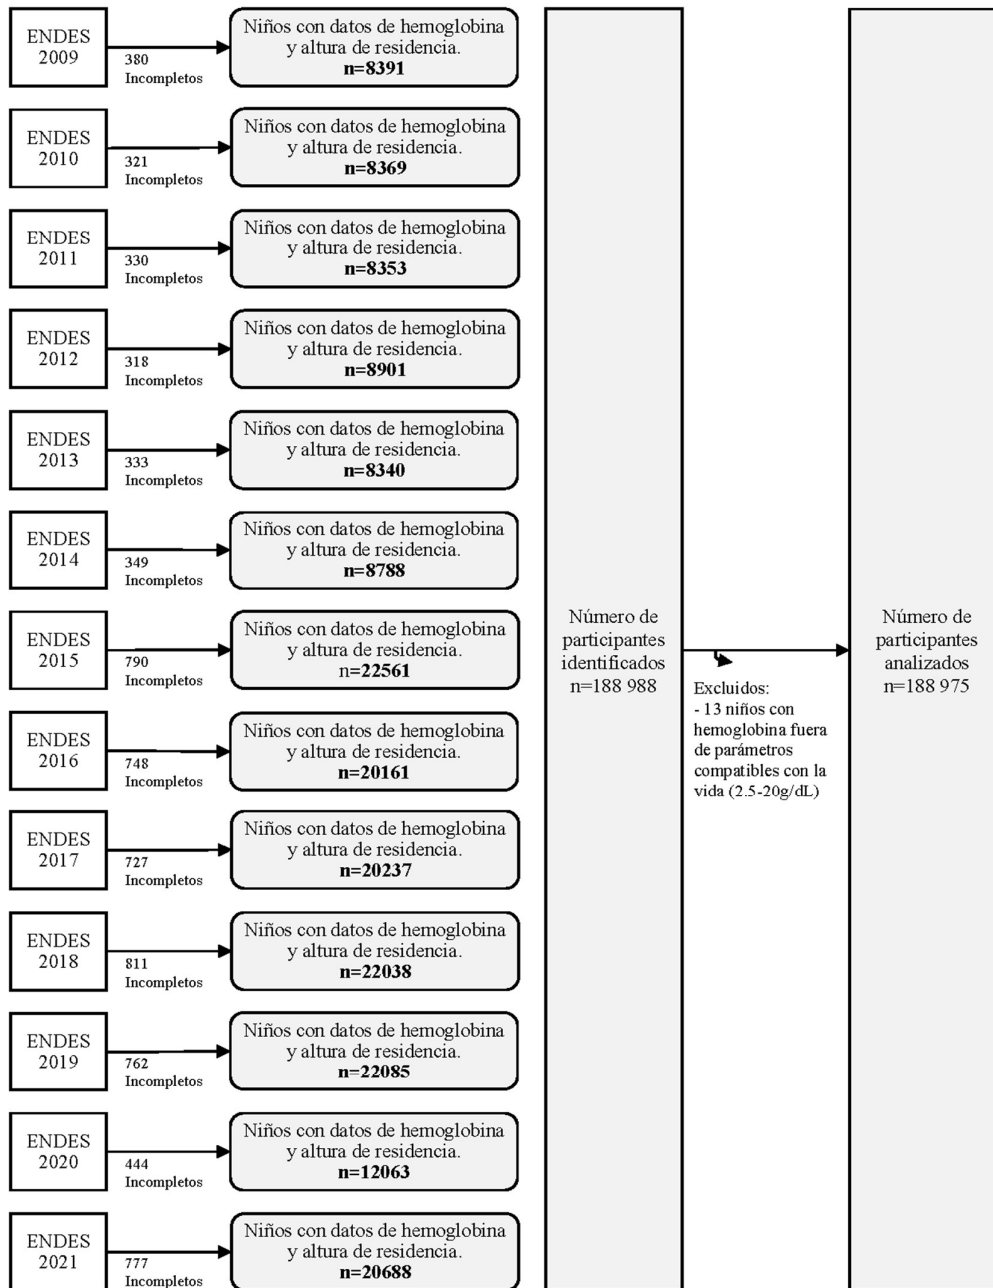 ENDES
2009
380
Incompletos
Niños con datos de hemoglobina
y altura de residencia.
n=8391
ENDES
2010
321
Incompletos
Niños con datos de hemoglobina
y altura de residencia.
n=8369
ENDES
2011
330
Incompletos
Niños con datos de hemoglobina
y altura de residencia.
n=8353
ENDES
2012
318
Incompletos
Niños con datos de hemoglobina
y altura de residencia.
n=8901
ENDES
2013
333
Incompletos
Niños con datos de hemoglobina
y altura de residencia.
n=8340
ENDES
2014
349
Incompletos
Niños con datos de hemoglobina
y altura de residencia.
n=8788
ENDES
2015
790
Incompletos
Niños con datos de hemoglobina
y altura de residencia.
n=22561
ENDES
2016
748
Incompletos
Niños con datos de hemoglobina
y altura de residencia.
n=20161
ENDES
2017
727
Incompletos
Niños con datos de hemoglobina
y altura de residencia.
n=20237
ENDES
2018
811
Incompletos
Niños con datos de hemoglobina
y altura de residencia.
n=22038
ENDES
2019
762
Incompletos
Niños con datos de hemoglobina
y altura de residencia.
n=22085
ENDES
2020
444
Incompletos
Niños con datos de hemoglobina
y altura de residencia.
n=12063
ENDES
2021
777
Incompletos
Niños con datos de hemoglobina
y altura de residencia.
n=20688
Número de
participantes
identificados
n=188 988
Excluidos:
- 13 niños con
hemoglobina fuera
de parámetros
compatibles con la
vida (2.5-20g/dL)
Número de
participantes
analizados
n=188 975